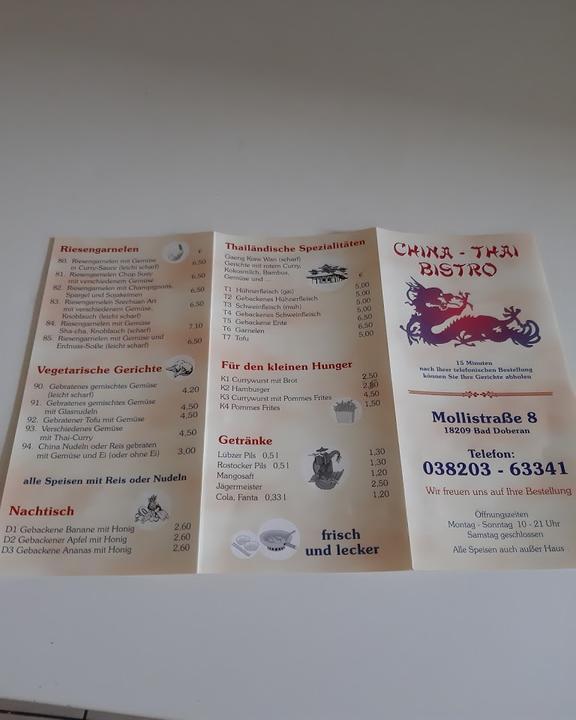 Riesengarnelen
€
80. Riesengarnelen mit Gemüse
in Curry-Sauce (leicht scharf) 6,50
81. Riesengarnelen Chop Suey
mit verschiedenem Gemüse 6,50
82. Riesengarnelen mit Champignons,
Spargel und Sojakeimen 6,50
83. Riesengarnelen Seechuan Art
mit verschiedenem Gemüse, 6,50
Knoblauch (leicht scharf)
84. Riesengarnelen mit Gemüse 7,10
Sha-cha, Knoblauch (scharf)
85. Riesengarnelen mit Gemüse und 6,50
Erdnuss-Soße (leicht scharf)
Vegetarische Gerichte
90. Gebratenes gemischtes Gemüse 4,20
(leicht scharf)
91. Gebratenes gemischtes Gemüse 4,50
mit Glasnudeln
92. Gebratener Tofu mit Gemüse 4,50
93. Verschiedenes Gemüse 4,50
mit Thai-Curry
94. China Nudeln oder Reis gebraten 3,00
mit Gemüse und Ei (oder ohne Ei)
alle Speisen mit Reis oder Nudeln
Nachtisch
D1 Gebackene Banane mit Honig 2,60
D2 Gebackener Apfel mit Honig 2,60
D3 Gebackene Ananas mit Honig 2,60
Thailändische Spezialitäten
Gaeng Kiaw Wan (scharf)
Gerichte mit rotem Curry,
Kokosmilch, Bambus,
Gemüse und ...
€
T1 Hühnerfleisch (gai) 5,00
T2 Gebackenes Hühnerfleisch 5,00
T3 Schweinfleisch (muh) 5,00
T4 Gebackenes Schweinfleisch 5,00
T5 Gebackene Ente 6,50
T6 Garnelen 6,50
T7 Tofu 5,00
Für den kleinen Hunger
K1 Currywurst mit Brot 2,50
K2 Hamburger
K3 Currywurst mit Pommes Frites 4,50
K4 Pommes Frites 1,50
Getränke
Lübzer Pils 0,5 l 1,30
Rostocker Pils 0,5 l 1,30
Mangosaft 1,20
Jägermeister 2,50
Cola, Fanta 0,33 l 1,20
frisch
und lecker
CHINA - THAI
BISTRO
15 Minuten
nach Ihrer telefonischen Bestellung
können Sie Ihre Gerichte abholen
Mollistraße 8
18209 Bad Doberan
Telefon:
038203 - 63341
Wir freuen uns auf Ihre Bestellung
Öffnungszeiten
Montag - Sonntag 10 - 21 Uhr
Samstag geschlossen
Alle Speisen auch außer Haus